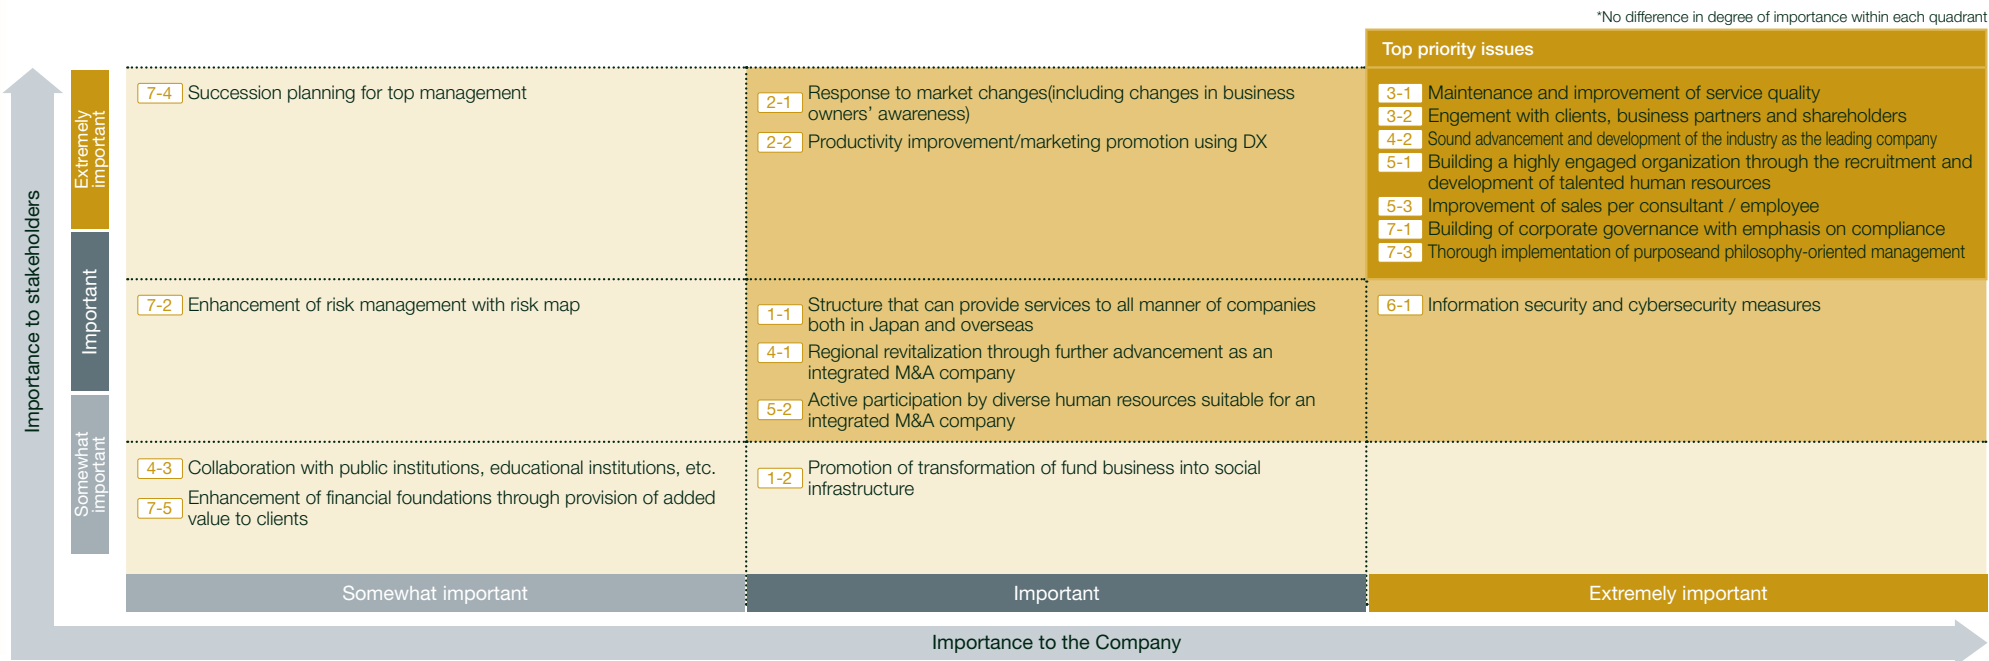 *No difference in degree of importance within each quadrant
Top priority issues
Importance to stakeholders
Extremely
important
7-4 Succession planning for top management
2-1 Response to market changes(including changes in business
owners' awareness)
2-2 Productivity improvement/marketing promotion using DX
3-1 Maintenance and improvement of service quality
3-2 Engement with clients, business partners and shareholders
4-2 Sound advancement and development of the industry as the leading company
5-1 Building a highly engaged organization through the recruitment and
development of talented human resources
5-3 Improvement of sales per consultant / employee
7-1 Building of corporate governance with emphasis on compliance
7-3 Thorough implementation of purposeand philosophy-oriented management
Important
7-2 Enhancement of risk management with risk map
1-1 Structure that can provide services to all manner of companies
both in Japan and overseas
4-1 Regional revitalization through further advancement as an
integrated M&A company
5-2 Active participation by diverse human resources suitable for an
integrated M&A company
6-1 Information security and cybersecurity measures
Somewhat
important
4-3 Collaboration with public institutions, educational institutions, etc.
7-5 Enhancement of financial foundations through provision of added
value to clients
1-2 Promotion of transformation of fund business into social
infrastructure
Somewhat important
Important
Extremely important
Importance to the Company